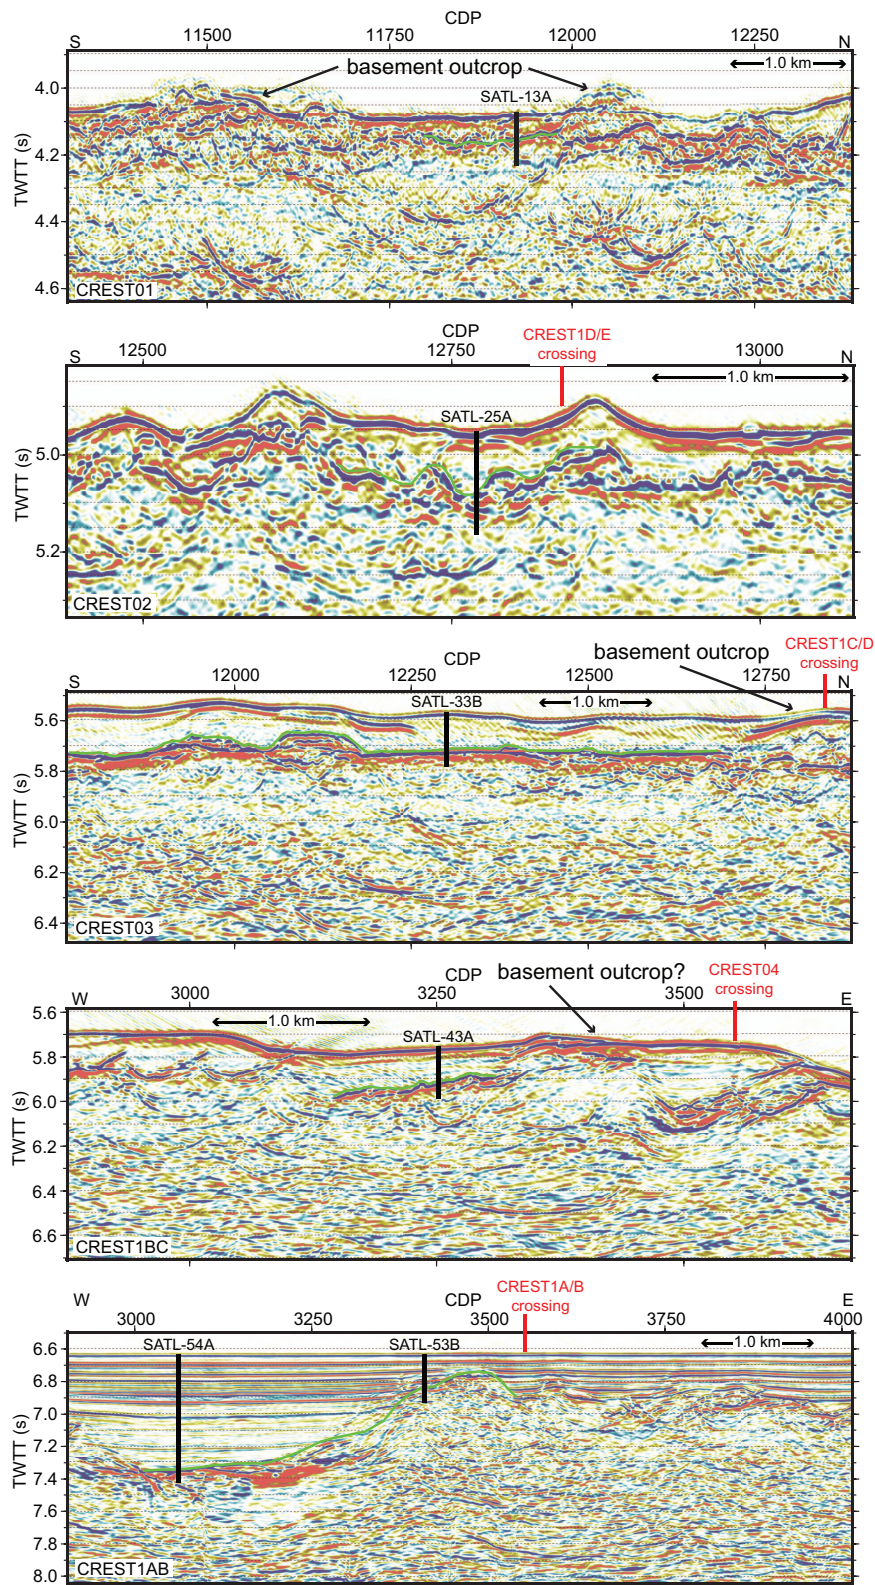 CDP
S 11500 11750 12000 12250 N
1.0 km
basement outcrop
SATL-13A
4.0
4.2
4.4
4.6
TWTT (s)
CREST01
CDP
CREST1D/E
crossing
S 12500 12750 13000 N
1.0 km
SATL-25A
5.0
5.2
TWTT (s)
CREST02
CDP
basement outcrop
CREST1C/D
crossing
S 12000 12250 12500 12750 N
SATL-33B
1.0 km
5.6
5.8
6.0
6.2
6.4
TWTT (s)
CREST03
CDP
basement outcrop?
CREST04
crossing
W 3000 3250 3500 E
1.0 km
SATL-43A
5.6
5.8
6.0
6.2
6.4
6.6
TWTT (s)
CREST1BC
CREST1A/B
crossing
W CDP E
3000 3250 3500 3750 4000
SATL-54A SATL-53B 1.0 km
6.6
6.8
7.0
7.2
7.4
7.6
7.8
8.0
TWTT (s)
CREST1AB